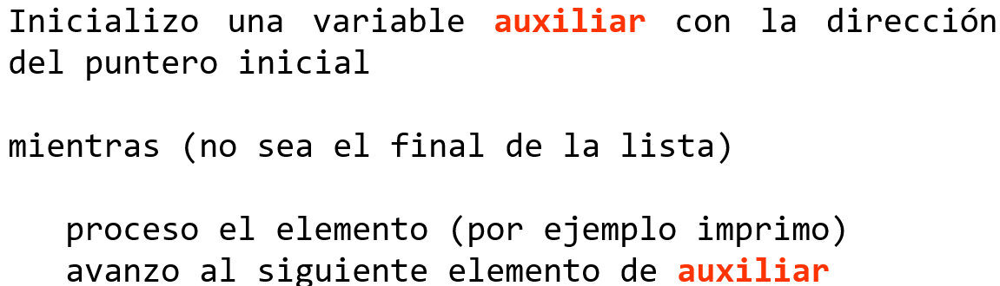 Inicializo una variable auxiliar con la dirección
del puntero inicial
mientras (no sea el final de la lista)
proceso el elemento (por ejemplo imprimo)
avanzo al siguiente elemento de auxiliar